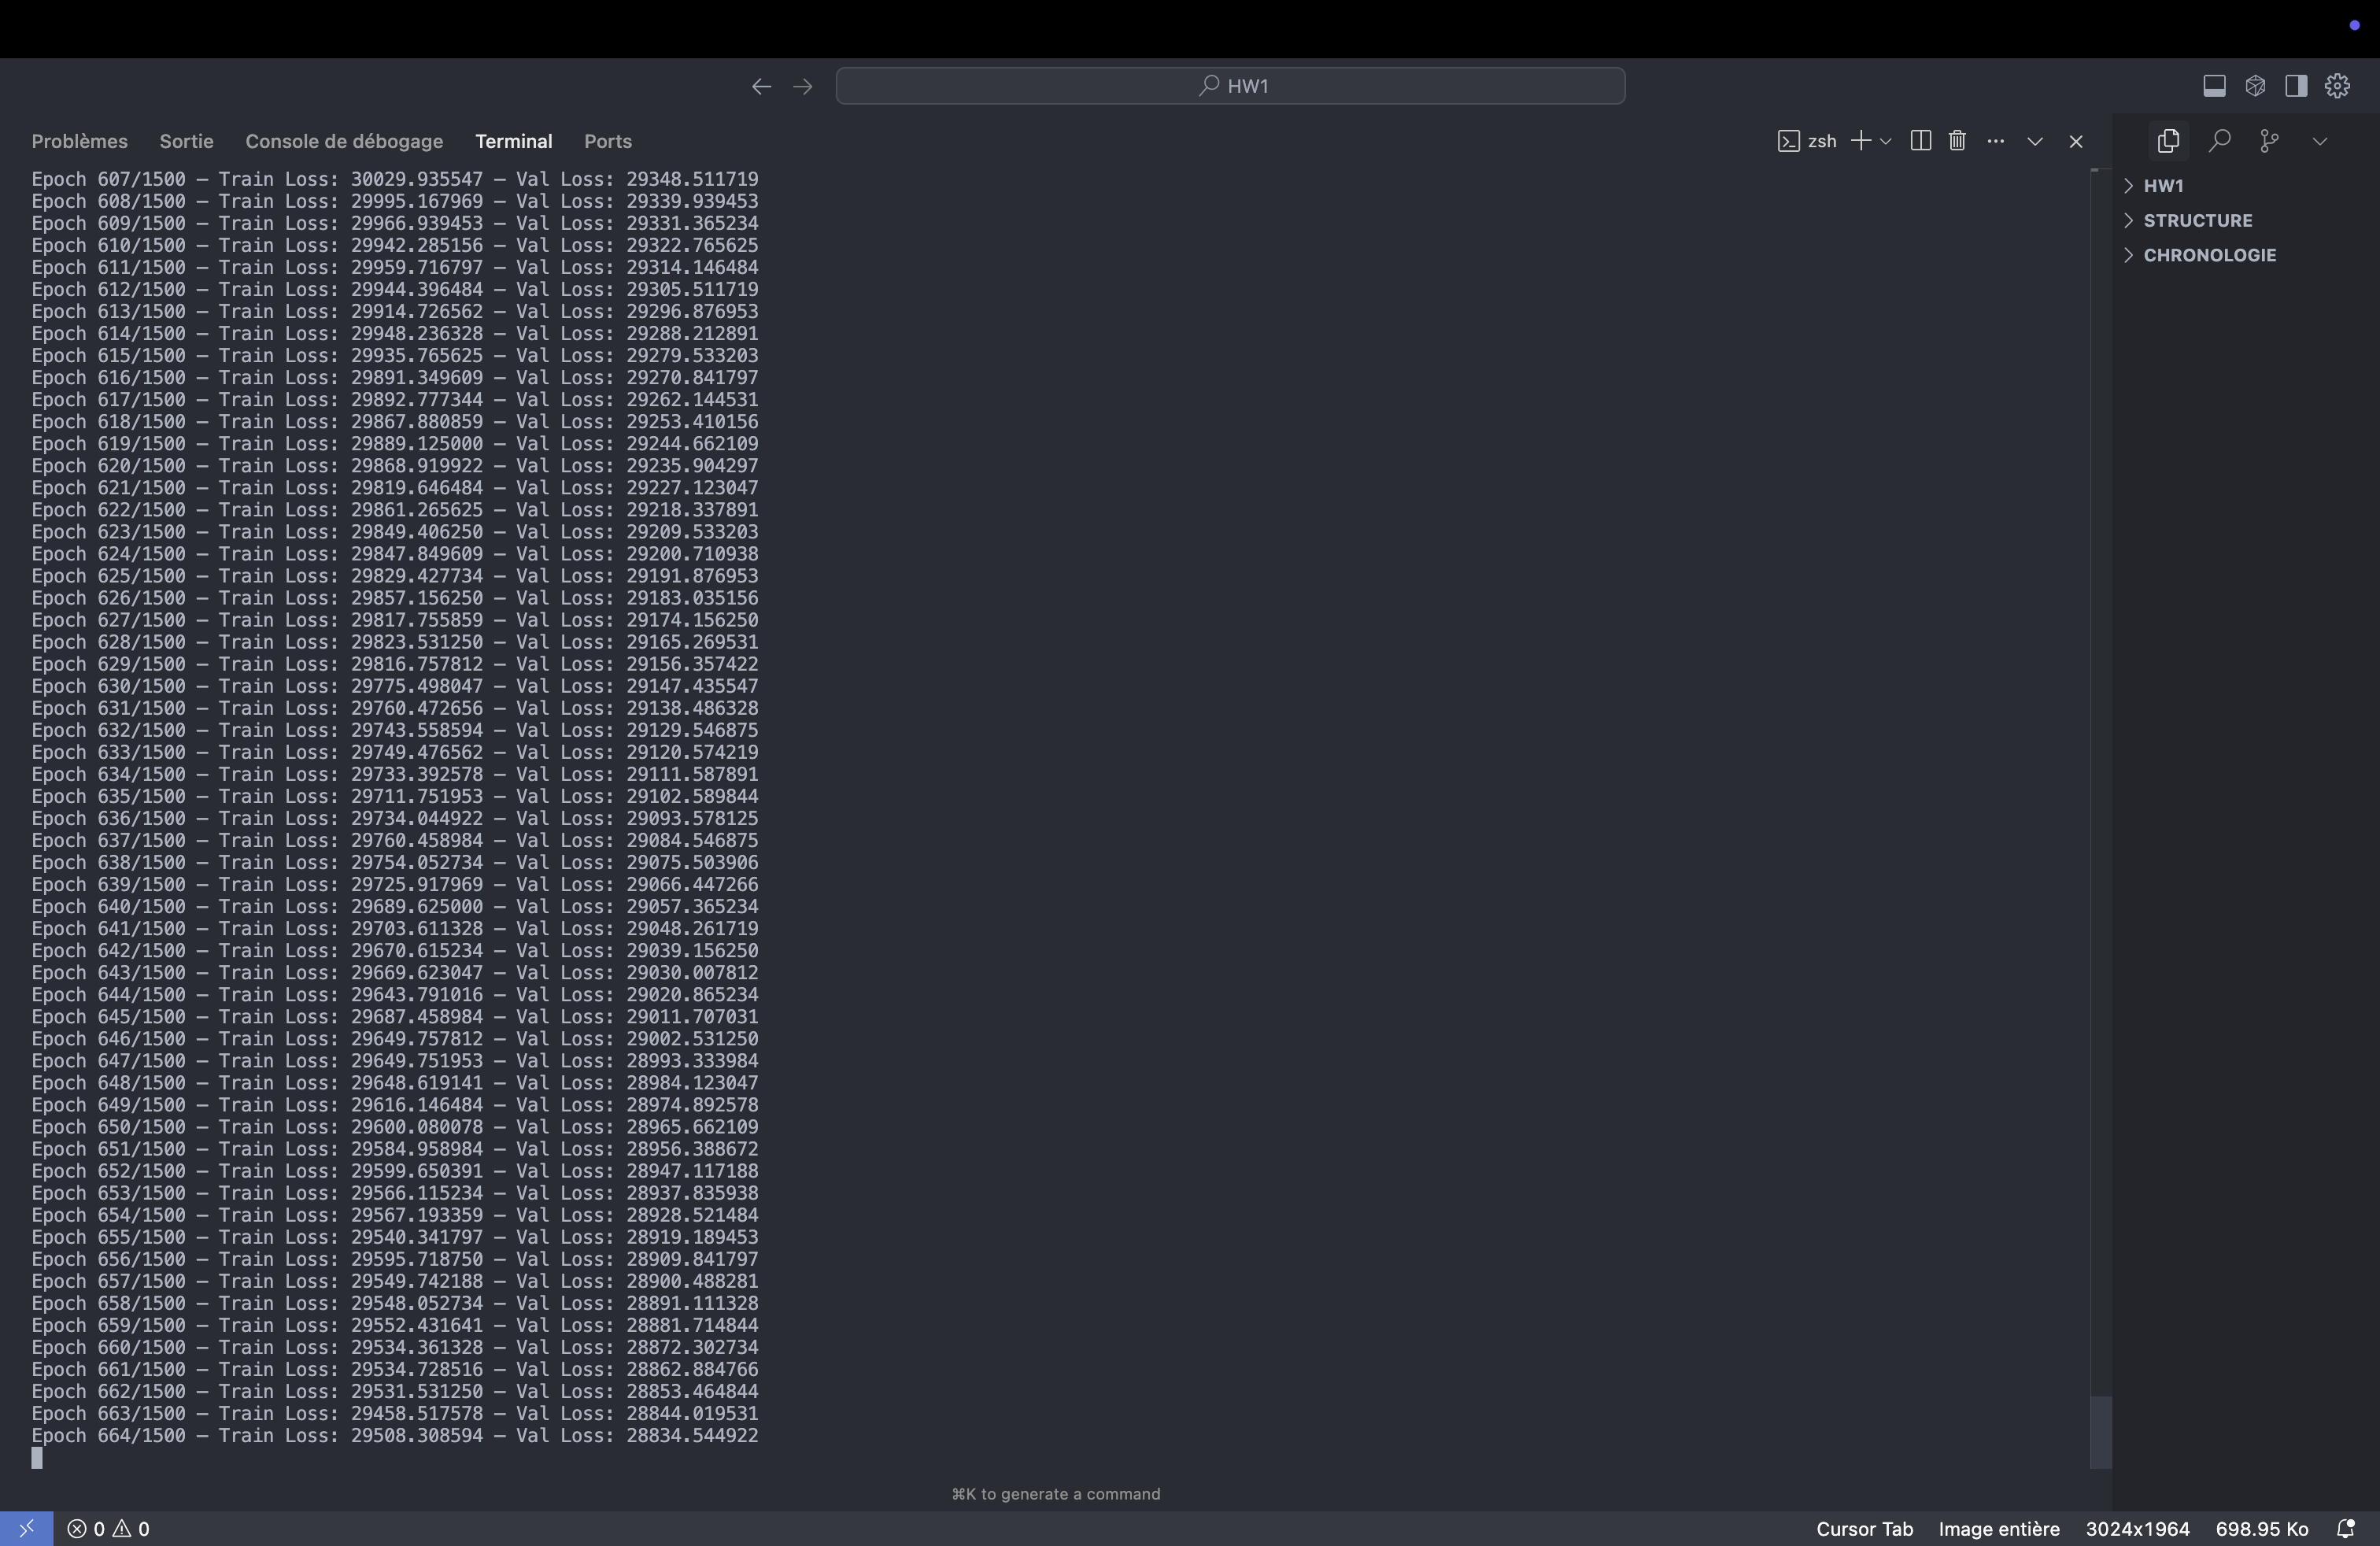 HW1
Problèmes Sortie Console de débogage Terminal Ports
zsh
Epoch 607/1500 — Train Loss: 30029.935547 — Val Loss: 29348.511719
Epoch 608/1500 — Train Loss: 29995.167969 — Val Loss: 29339.939453
Epoch 609/1500 — Train Loss: 29966.939453 — Val Loss: 29331.365234
Epoch 610/1500 — Train Loss: 29942.285156 — Val Loss: 29322.765625
Epoch 611/1500 — Train Loss: 29959.716797 — Val Loss: 29314.146484
Epoch 612/1500 — Train Loss: 29944.396484 — Val Loss: 29305.511719
Epoch 613/1500 — Train Loss: 29914.726562 — Val Loss: 29296.876953
Epoch 614/1500 — Train Loss: 29948.236328 — Val Loss: 29288.212891
Epoch 615/1500 — Train Loss: 29935.765625 — Val Loss: 29279.533203
Epoch 616/1500 — Train Loss: 29891.349609 — Val Loss: 29270.841797
Epoch 617/1500 — Train Loss: 29892.777344 — Val Loss: 29262.144531
Epoch 618/1500 — Train Loss: 29867.880859 — Val Loss: 29253.410156
Epoch 619/1500 — Train Loss: 29889.125000 — Val Loss: 29244.662109
Epoch 620/1500 — Train Loss: 29868.919922 — Val Loss: 29235.904297
Epoch 621/1500 — Train Loss: 29819.646484 — Val Loss: 29227.123047
Epoch 622/1500 — Train Loss: 29861.265625 — Val Loss: 29218.337891
Epoch 623/1500 — Train Loss: 29849.406250 — Val Loss: 29209.533203
Epoch 624/1500 — Train Loss: 29847.849609 — Val Loss: 29200.710938
Epoch 625/1500 — Train Loss: 29829.427734 — Val Loss: 29191.876953
Epoch 626/1500 — Train Loss: 29857.156250 — Val Loss: 29183.035156
Epoch 627/1500 — Train Loss: 29817.755859 — Val Loss: 29174.156250
Epoch 628/1500 — Train Loss: 29823.531250 — Val Loss: 29165.269531
Epoch 629/1500 — Train Loss: 29816.757812 — Val Loss: 29156.357422
Epoch 630/1500 — Train Loss: 29775.498047 — Val Loss: 29147.435547
Epoch 631/1500 — Train Loss: 29760.472656 — Val Loss: 29138.486328
Epoch 632/1500 — Train Loss: 29743.558594 — Val Loss: 29129.546875
Epoch 633/1500 — Train Loss: 29749.476562 — Val Loss: 29120.574219
Epoch 634/1500 — Train Loss: 29733.392578 — Val Loss: 29111.587891
Epoch 635/1500 — Train Loss: 29711.751953 — Val Loss: 29102.589844
Epoch 636/1500 — Train Loss: 29734.044922 — Val Loss: 29093.578125
Epoch 637/1500 — Train Loss: 29760.458984 — Val Loss: 29084.546875
Epoch 638/1500 — Train Loss: 29754.052734 — Val Loss: 29075.503906
Epoch 639/1500 — Train Loss: 29725.917969 — Val Loss: 29066.447266
Epoch 640/1500 — Train Loss: 29689.625000 — Val Loss: 29057.365234
Epoch 641/1500 — Train Loss: 29703.611328 — Val Loss: 29048.261719
Epoch 642/1500 — Train Loss: 29670.615234 — Val Loss: 29039.156250
Epoch 643/1500 — Train Loss: 29669.623047 — Val Loss: 29030.007812
Epoch 644/1500 — Train Loss: 29643.791016 — Val Loss: 29020.865234
Epoch 645/1500 — Train Loss: 29687.458984 — Val Loss: 29011.707031
Epoch 646/1500 — Train Loss: 29649.757812 — Val Loss: 29002.531250
Epoch 647/1500 — Train Loss: 29649.751953 — Val Loss: 28993.333984
Epoch 648/1500 — Train Loss: 29648.619141 — Val Loss: 28984.123047
Epoch 649/1500 — Train Loss: 29616.146484 — Val Loss: 28974.892578
Epoch 650/1500 — Train Loss: 29600.080078 — Val Loss: 28965.662109
Epoch 651/1500 — Train Loss: 29584.958984 — Val Loss: 28956.388672
Epoch 652/1500 — Train Loss: 29599.650391 — Val Loss: 28947.117188
Epoch 653/1500 — Train Loss: 29566.115234 — Val Loss: 28937.835938
Epoch 654/1500 — Train Loss: 29567.193359 — Val Loss: 28928.521484
Epoch 655/1500 — Train Loss: 29540.341797 — Val Loss: 28919.189453
Epoch 656/1500 — Train Loss: 29595.718750 — Val Loss: 28909.841797
Epoch 657/1500 — Train Loss: 29549.742188 — Val Loss: 28900.488281
Epoch 658/1500 — Train Loss: 29548.052734 — Val Loss: 28891.111328
Epoch 659/1500 — Train Loss: 29552.431641 — Val Loss: 28881.714844
Epoch 660/1500 — Train Loss: 29534.361328 — Val Loss: 28872.302734
Epoch 661/1500 — Train Loss: 29534.728516 — Val Loss: 28862.884766
Epoch 662/1500 — Train Loss: 29531.531250 — Val Loss: 28853.464844
Epoch 663/1500 — Train Loss: 29458.517578 — Val Loss: 28844.019531
Epoch 664/1500 — Train Loss: 29508.308594 — Val Loss: 28834.544922
⌘K to generate a command
HW1
STRUCTURE
CHRONOLOGIE
0 0
Cursor Tab Image entière 3024x1964 698.95 Ko